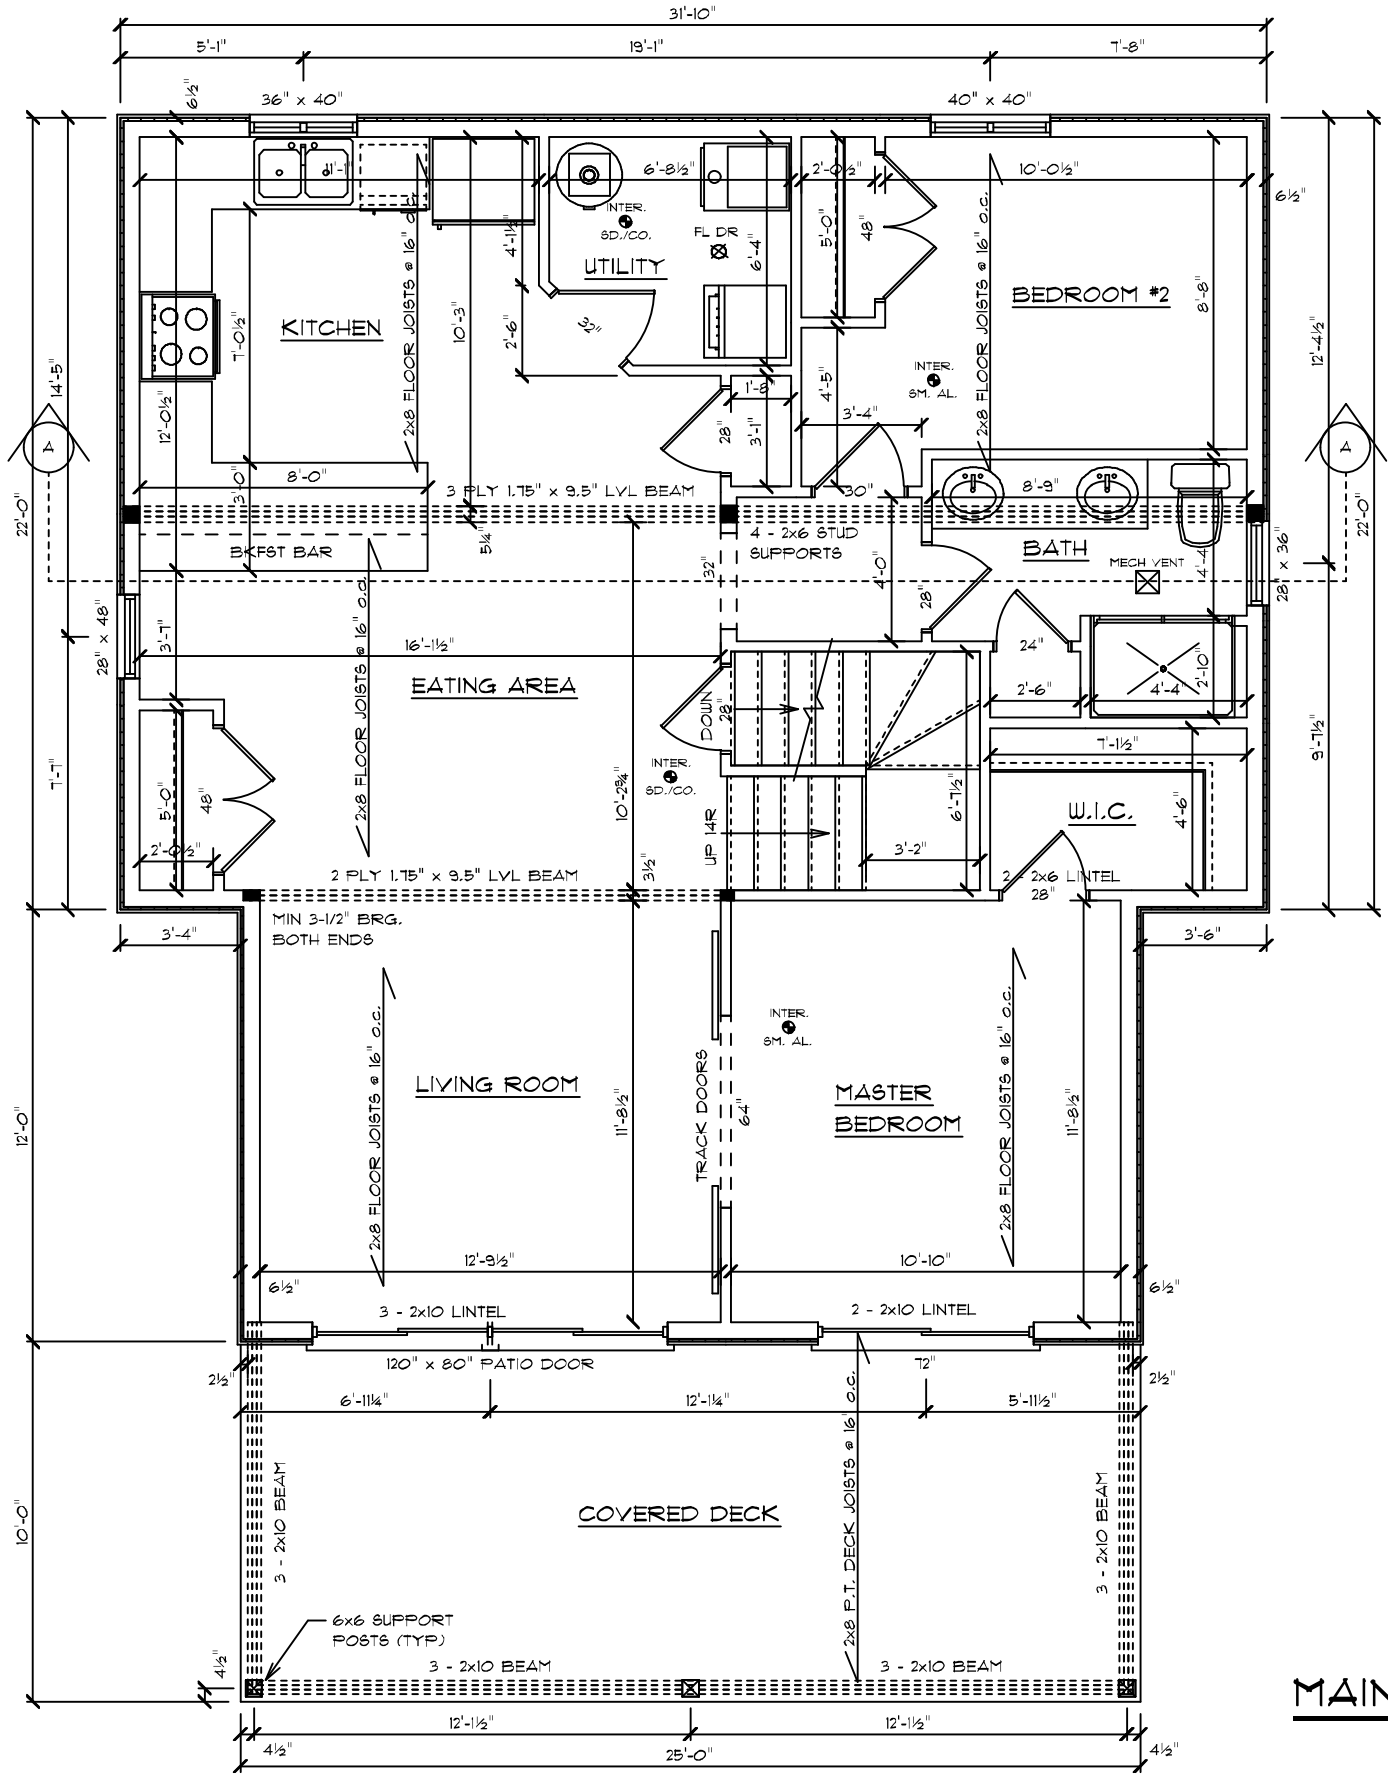 31'-10"
5'-1"
19'-1"
7'-8"
6½"
36" x 40"
40" x 40"
11'-1"
6'-8½"
2'-0½"
10'-0½"
6½"
INTER.
SD./CO.
FL DR
4'-1½"
6'-4"
5'-0"
48"
UTILITY
BEDROOM #2
8'-8"
KITCHEN
7'-0½"
10'-3"
2'-6"
32"
2x8 FLOOR JOISTS @ 16" o.c.
2x8 FLOOR JOISTS @ 16" o.c.
12'-4½"
14'-5"
INTER.
SM. AL.
4'-5"
1'-8"
3'-4"
12'-0½"
28"
3'-1"
A
A
8'-0"
3'-0"
3 PLY 1.75" x 9.5" LVL BEAM
30"
8'-9"
22'-0"
22'-0"
5¼"
4 - 2x6 STUD
SUPPORTS
BKFST BAR
BATH
MECH VENT
4'-4"
28" x 36"
32"
4'-0"
28"
28" x 48"
3'-7"
16'-1½"
24"
2'-10"
EATING AREA
2x8 FLOOR JOISTS @ 16" o.c.
DOWN
28"
2'-6"
4'-4"
7'-1½"
9'-7½"
7'-7"
INTER.
SD./CO.
10'-2¾"
5'-0"
48"
6'-7½"
4'-6"
W.I.C.
UP 14R
2'-0½"
3'-2"
3½"
2 PLY 1.75" x 9.5" LVL BEAM
2 - 2x6 LINTEL
28"
MIN 3-1/2" BRG.
BOTH ENDS
3'-4"
3'-6"
INTER.
SM. AL.
2x8 FLOOR JOISTS @ 16" o.c.
2x8 FLOOR JOISTS @ 16" o.c.
LIVING ROOM
MASTER
BEDROOM
TRACK DOORS
64"
11'-8½"
11'-8½"
12'-0"
12'-9½"
10'-10"
6½"
6½"
3 - 2x10 LINTEL
2 - 2x10 LINTEL
120" x 80" PATIO DOOR
72"
2½"
2½"
6'-11¼"
12'-1¼"
5'-11½"
2x8 P.T. DECK JOISTS @ 16" o.c.
COVERED DECK
3 - 2x10 BEAM
3 - 2x10 BEAM
10'-0"
6x6 SUPPORT
POSTS (TYP.)
3 - 2x10 BEAM
3 - 2x10 BEAM
4½"
MAIN
12'-1½"
12'-1½"
4½"
25'-0"
4½"